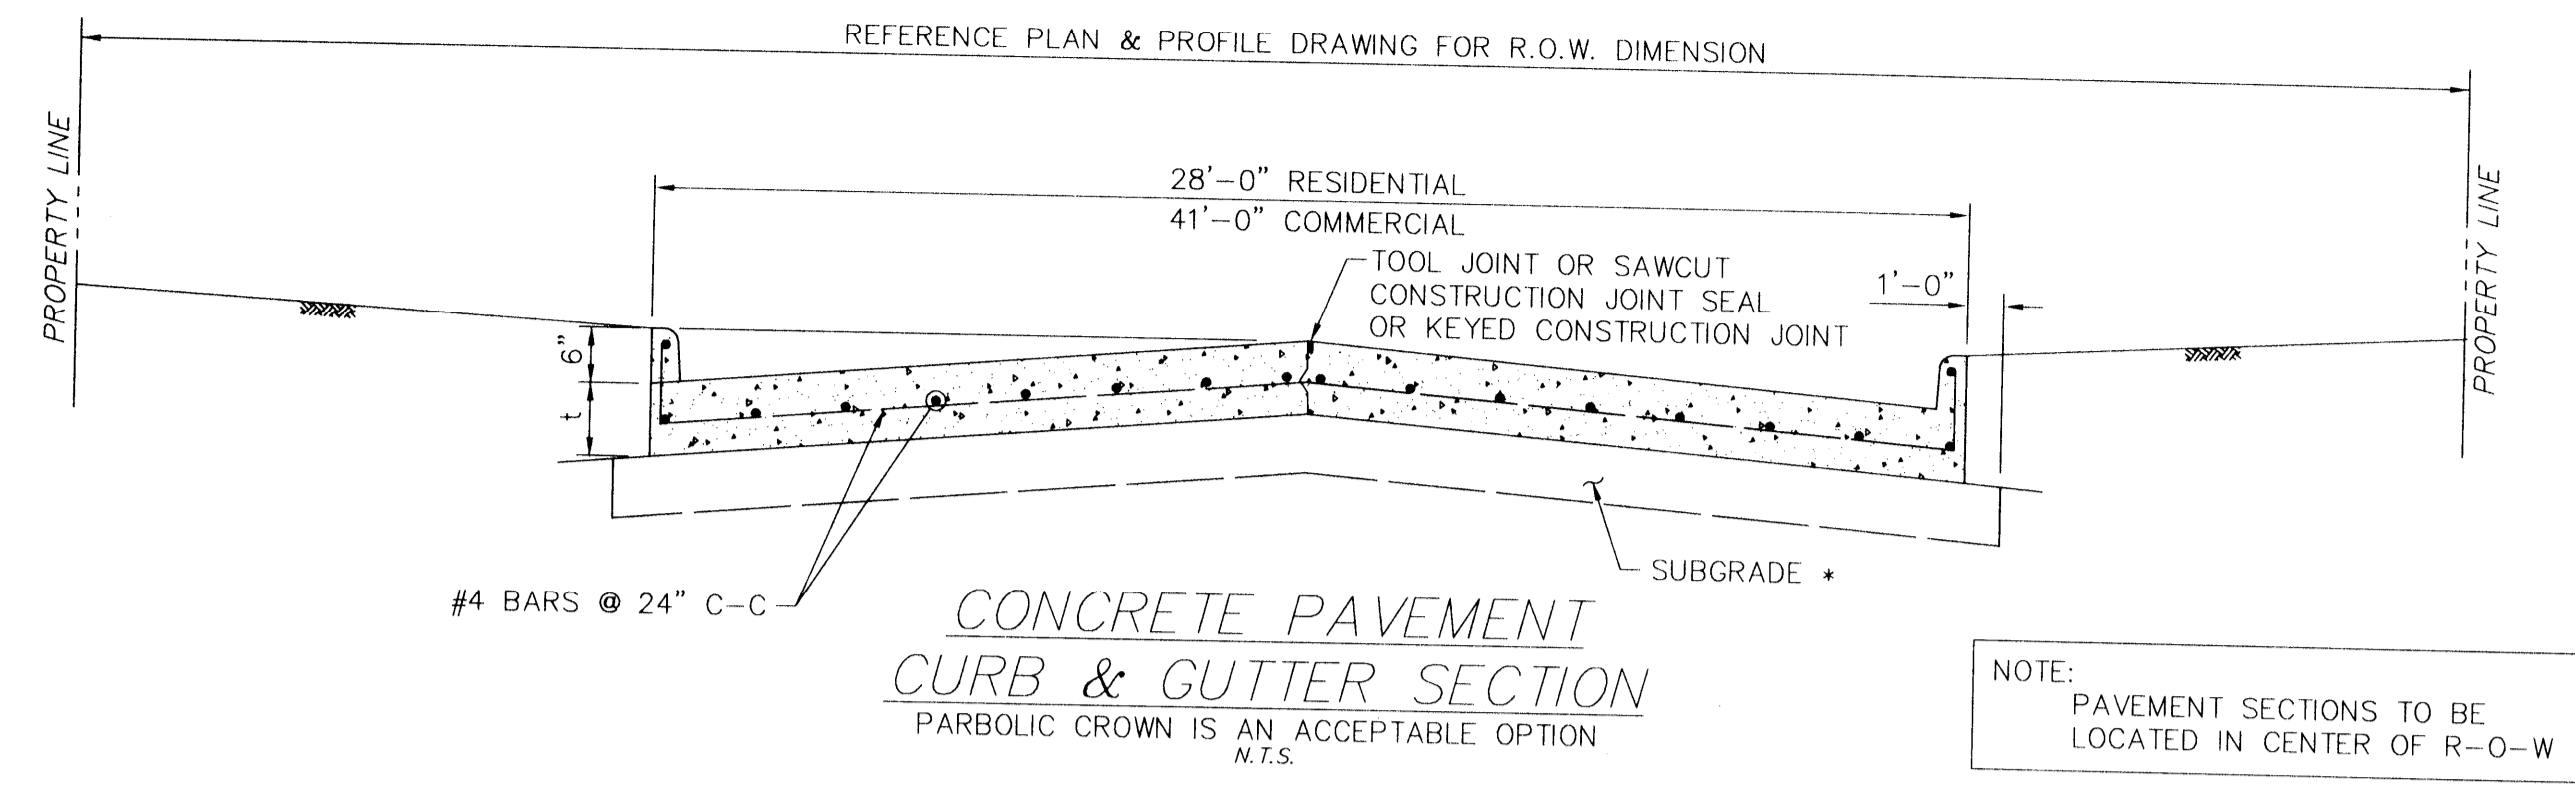 REFERENCE PLAN & PROFILE DRAWING FOR R.O.W. DIMENSION
PROPERTY LINE
PROPERTY LINE
28'-0" RESIDENTIAL
41'-0" COMMERCIAL
TOOL JOINT OR SAWCUT
CONSTRUCTION JOINT SEAL
OR KEYED CONSTRUCTION JOINT
1'-0"
6"
t
#4 BARS @ 24" C-C
SUBGRADE *
CONCRETE PAVEMENT
CURB & GUTTER SECTION
PARBOLIC CROWN IS AN ACCEPTABLE OPTION
N.T.S.
NOTE:
PAVEMENT SECTIONS TO BE
LOCATED IN CENTER OF R-O-W